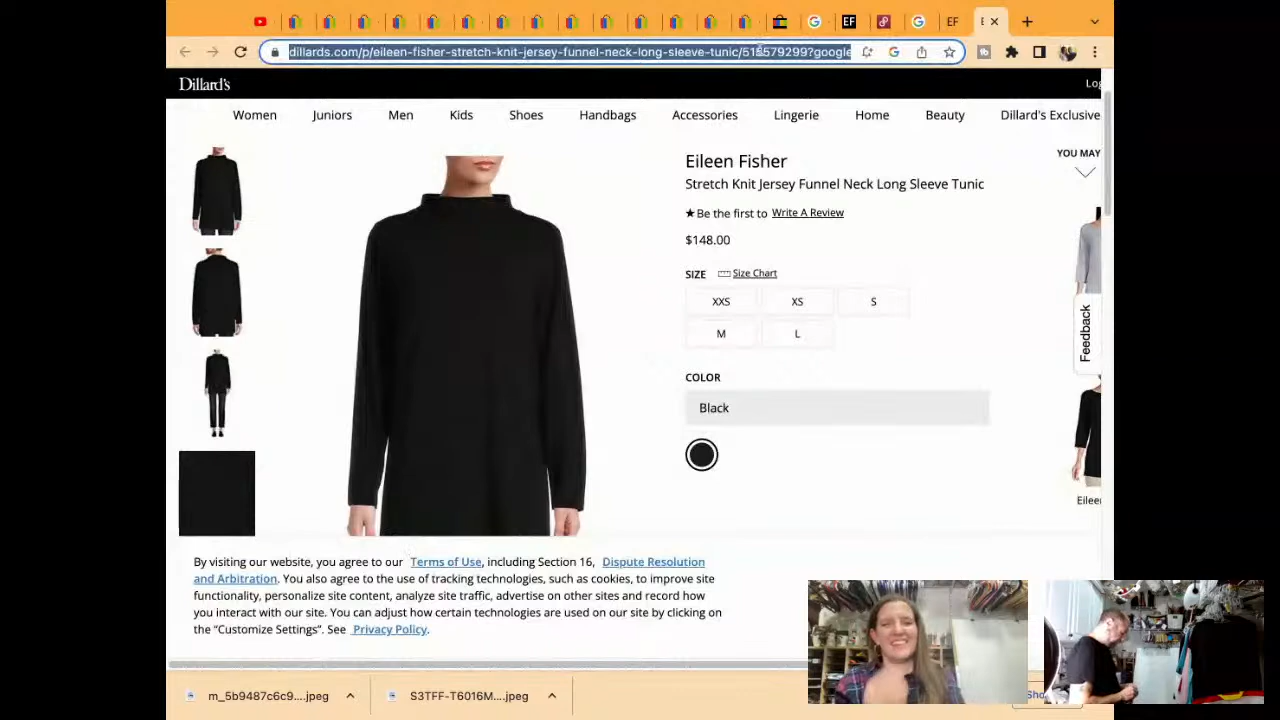 EF
EF
E
dillards.com/p/eileen-fisher-stretch-knit-jersey-funnel-neck-long-sleeve-tunic/518579299?google
Dillard's
Log
Women
Juniors
Men
Kids
Shoes
Handbags
Accessories
Lingerie
Home
Beauty
Dillard's Exclusive
Eileen Fisher
YOU MAY
Stretch Knit Jersey Funnel Neck Long Sleeve Tunic
★Be the first to Write A Review
$148.00
SIZE Size Chart
XXS XS S
M L
Feedback
COLOR
Black
Eileen
By visiting our website, you agree to our Terms of Use, including Section 16, Dispute Resolution
and Arbitration. You also agree to the use of tracking technologies, such as cookies, to improve site
functionality, personalize site content, analyze site traffic, advertise on other sites and record how
you interact with our site. You can adjust how certain technologies are used on our site by clicking on
the “Customize Settings”. See Privacy Policy.
m_5b9487c6c9....jpeg
S3TFF-T6016M....jpeg
Sho